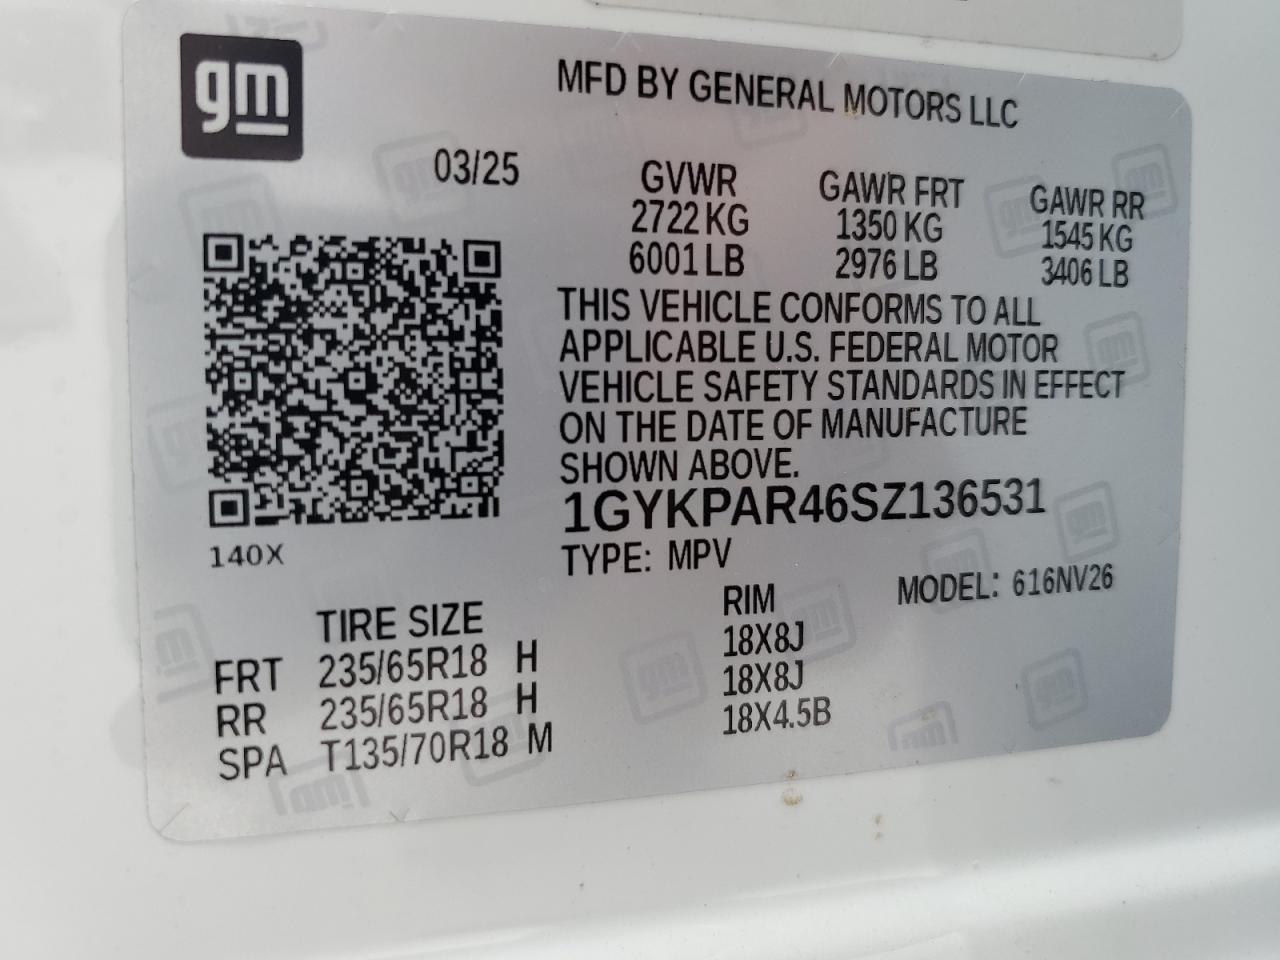 gm
MFD BY GENERAL MOTORS LLC
03/25
GVWR GAWR FRT GAWR RR
2722 KG 1350 KG 1545 KG
6001 LB 2976 LB 3406 LB
THIS VEHICLE CONFORMS TO ALL
APPLICABLE U.S. FEDERAL MOTOR
VEHICLE SAFETY STANDARDS IN EFFECT
ON THE DATE OF MANUFACTURE
SHOWN ABOVE.
1GYKPAR46SZ136531
140X
TYPE: MPV
MODEL: 616NV26
TIRE SIZE RIM
FRT 235/65R18 H 18X8J
RR 235/65R18 H 18X8J
SPA T135/70R18 M 18X4.5B